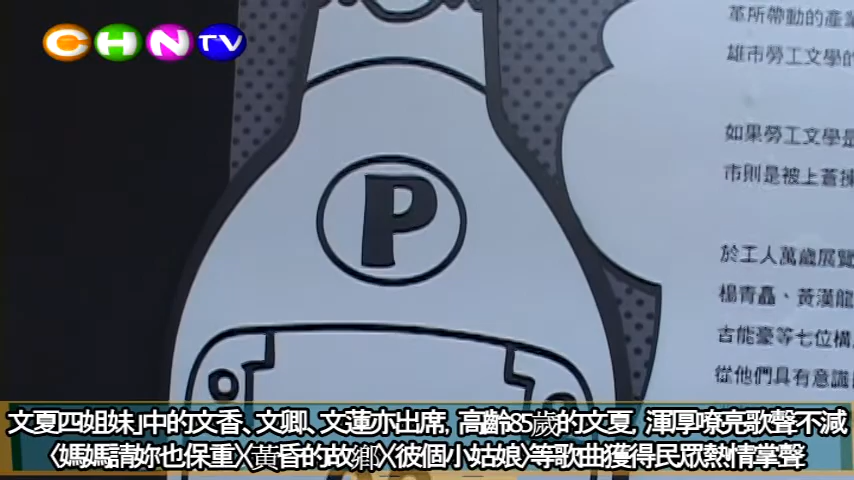 CHNTV
革所帶動的產業
雄市勞工文學的
如果勞工文學是
市則是被上蒼揀
於工人萬歲展覽
楊青矗、黃漢龍
古能豪等七位構
從他們具有意識
P
文夏四姐妹」中的文香、文卿、文蓮亦出席, 高齡85歲的文夏, 渾厚嘹亮歌聲不減
〈媽媽請妳也保重〉〈黃昏的故鄉〉〈彼個小姑娘〉等歌曲獲得民眾熱情掌聲